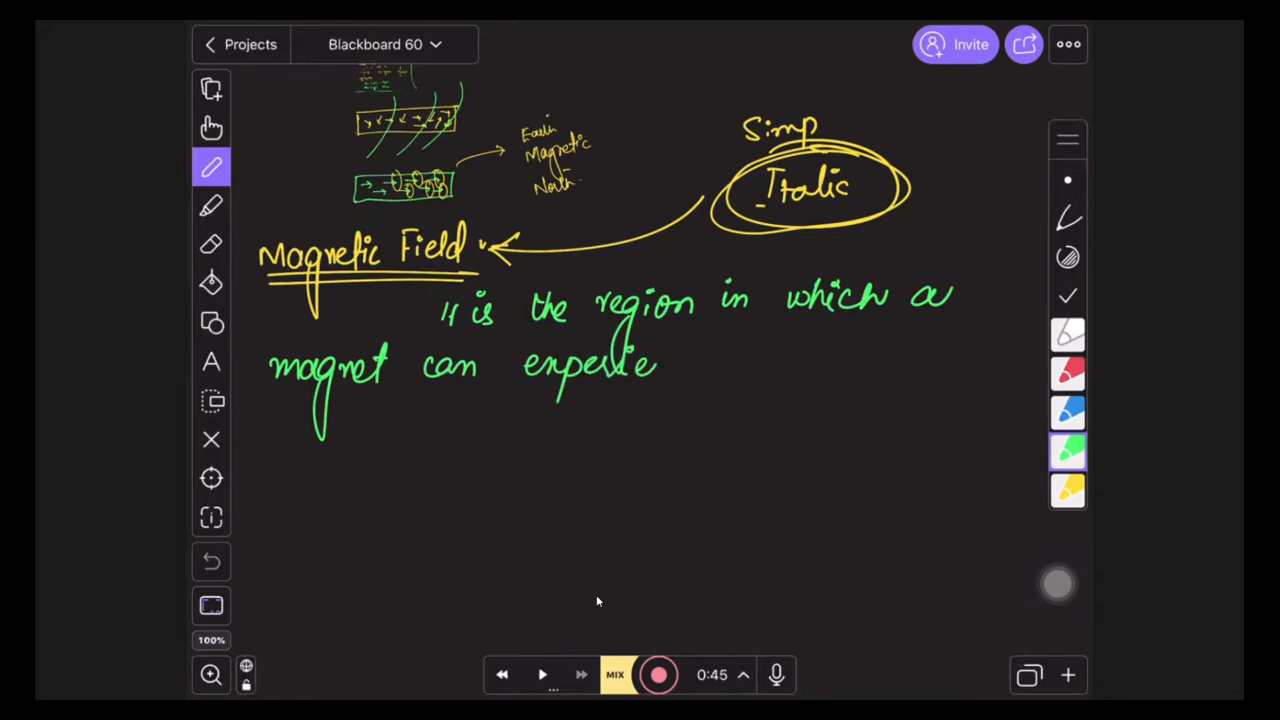 Projects
Blackboard 60
Invite
Earth
Magnetic
North
Simp
Italic
Magnetic Field
It is the region in which a
magnet can experie
A
100%
MIX
0:45